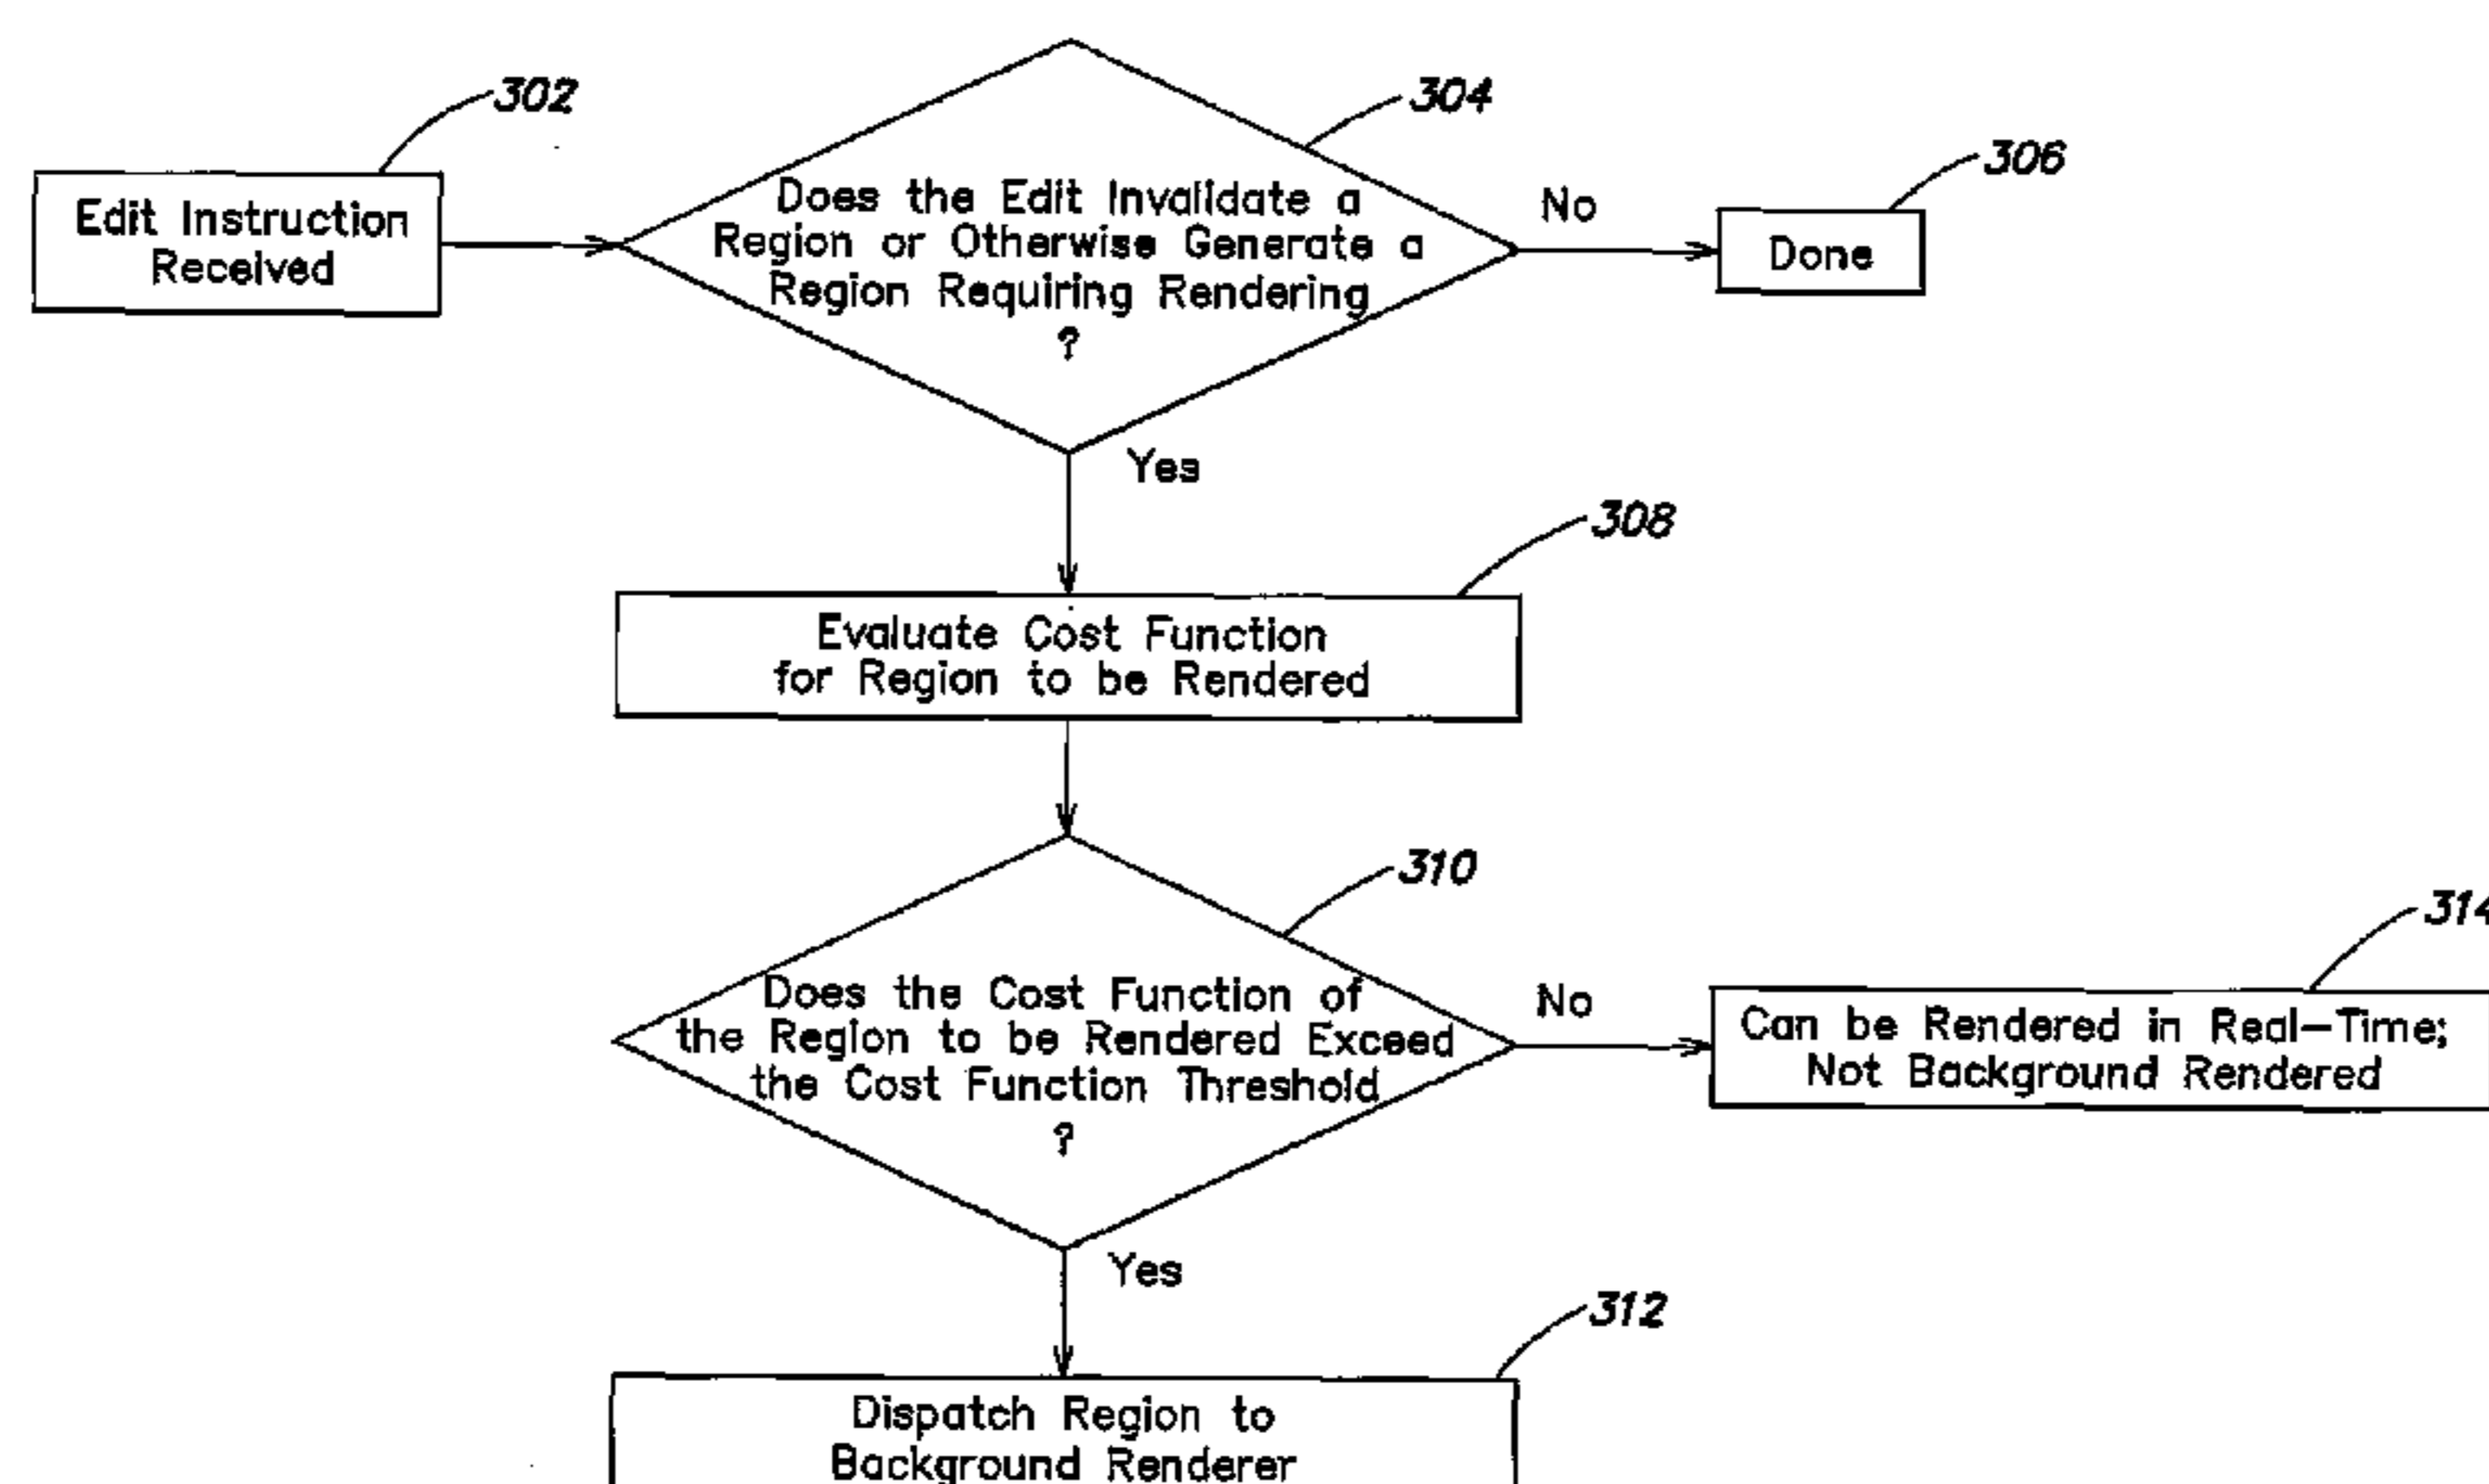 302
Edit Instruction
Received
304
Does the Edit Invalidate a
Region or Otherwise Generate a
Region Requiring Rendering
?
No
306
Done
Yes
308
Evaluate Cost Function
for Region to be Rendered
310
Does the Cost Function of
the Region to be Rendered Exceed
the Cost Function Threshold
?
No
314
Can be Rendered in Real-Time;
Not Background Rendered
Yes
312
Dispatch Region to
Background Renderer